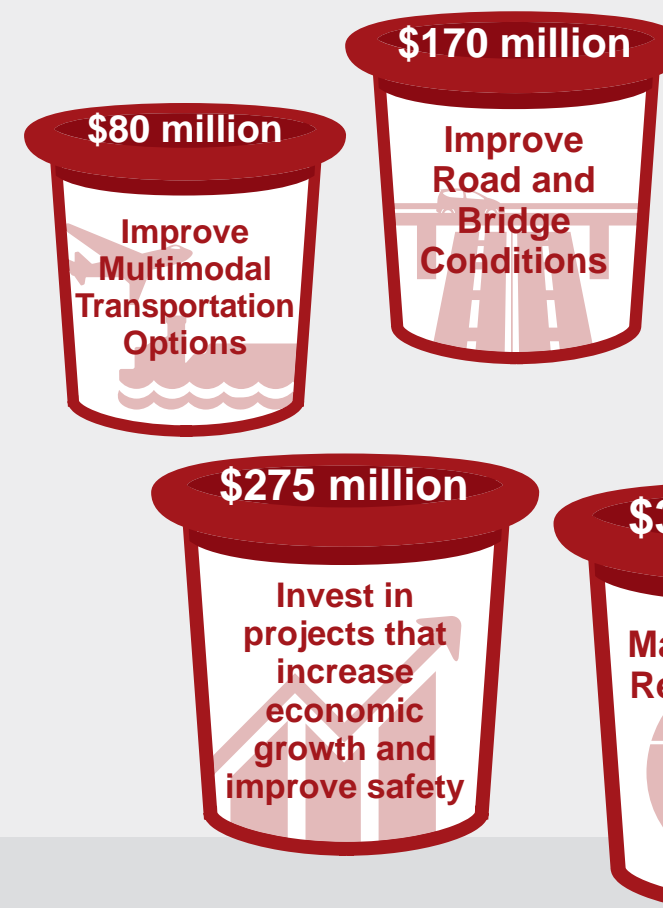 $170 million
Improve
Road and
Bridge
Conditions
$80 million
Improve
Multimodal
Transportation
Options
$275 million
Invest in
projects that
increase
economic
growth and
improve safety